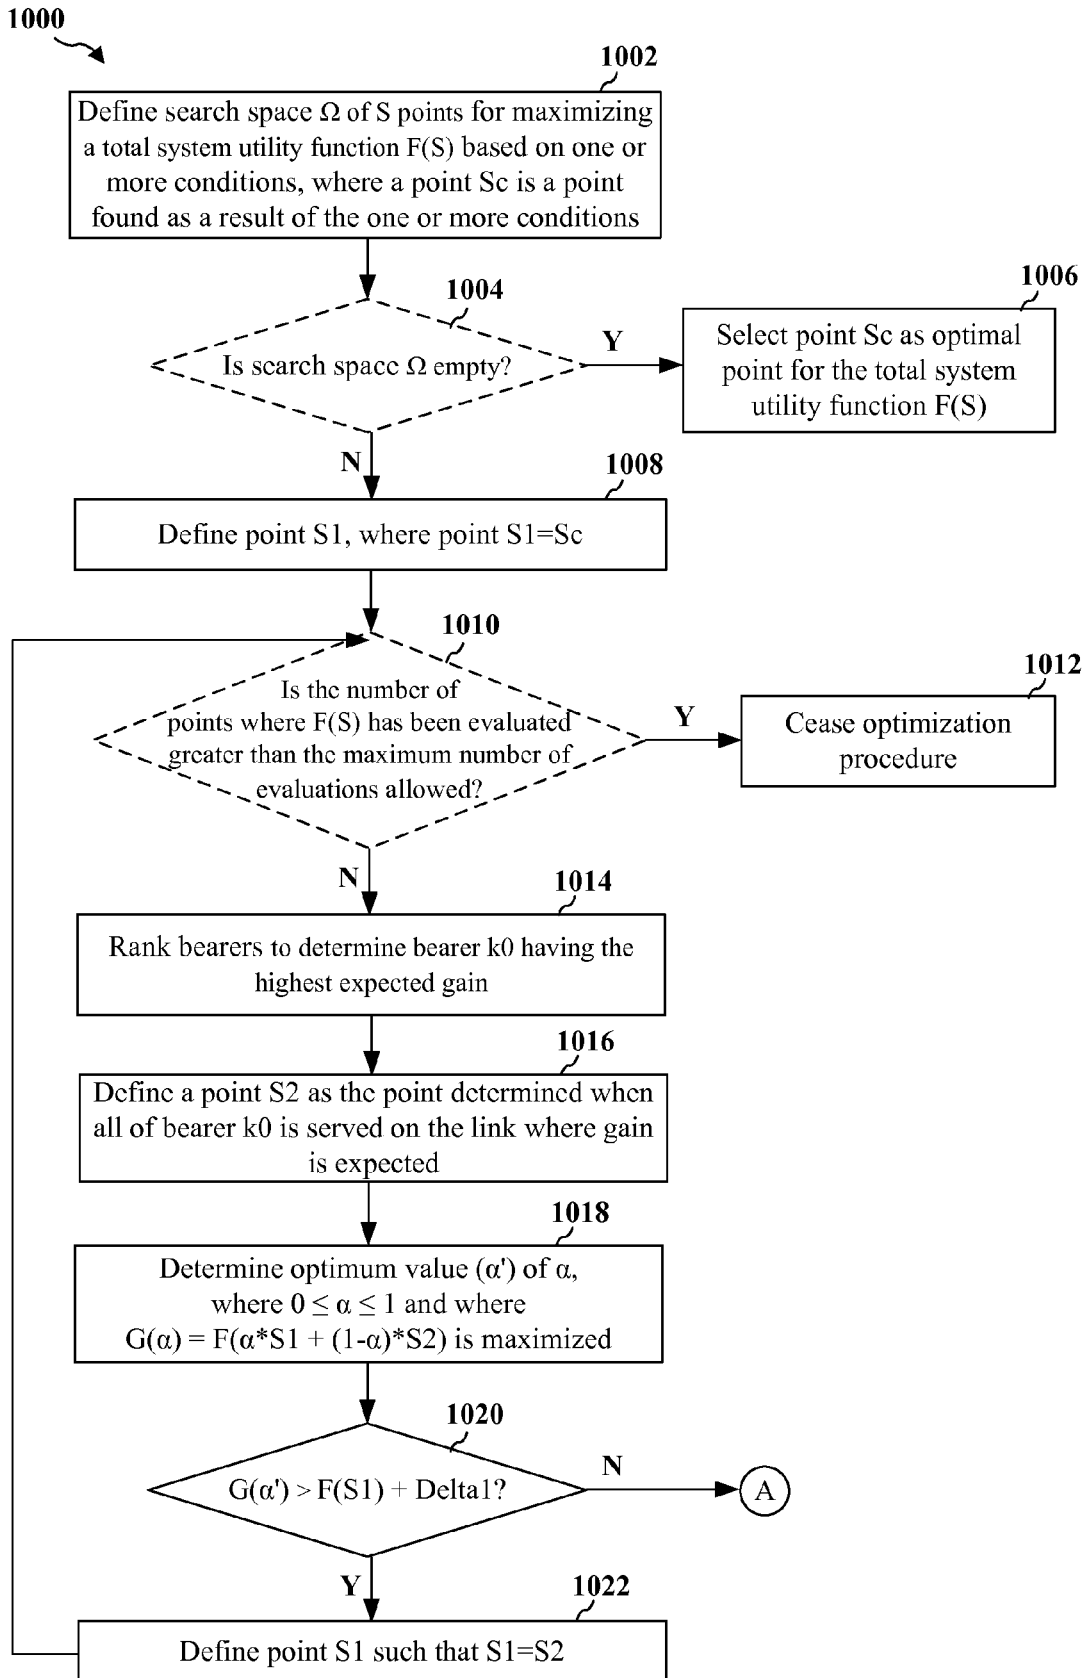 1000
1002
Define search space Ω of S points for maximizing
a total system utility function F(S) based on one or
more conditions, where a point Sc is a point
found as a result of the one or more conditions
1004
Is search space Ω empty?
Y
1006
Select point Sc as optimal
point for the total system
utility function F(S)
N
1008
Define point S1, where point S1=Sc
1010
Is the number of
points where F(S) has been evaluated
greater than the maximum number of
evaluations allowed?
Y
1012
Cease optimization
procedure
N
1014
Rank bearers to determine bearer k0 having the
highest expected gain
1016
Define a point S2 as the point determined when
all of bearer k0 is served on the link where gain
is expected
1018
Determine optimum value (α') of α,
where 0 ≤ α ≤ 1 and where
G(α) = F(α*S1 + (1-α)*S2) is maximized
1020
G(α') > F(S1) + Delta1?
N
A
Y
1022
Define point S1 such that S1=S2